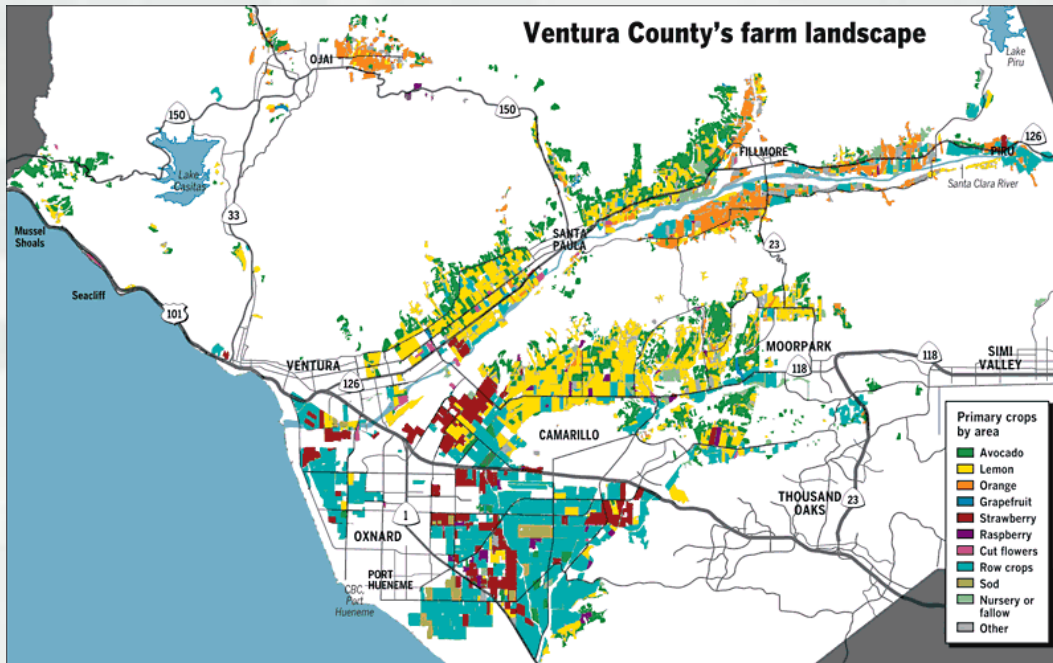 Ventura County's farm landscape
Lake
Piru
OJAI
150
150
126
FILLMORE
PIRU
Lake
Casitas
Santa Clara River
33
Mussel
Shoals
SANTA
PAULA
23
Seacliff
101
MOORPARK
118
SIMI
VALLEY
VENTURA
118
126
CAMARILLO
THOUSAND
OAKS
23
1
OXNARD
PORT
HUENEME
CBC,
Port
Hueneme
Primary crops
by area
Avocado
Lemon
Orange
Grapefruit
Strawberry
Raspberry
Cut flowers
Row crops
Sod
Nursery or
fallow
Other